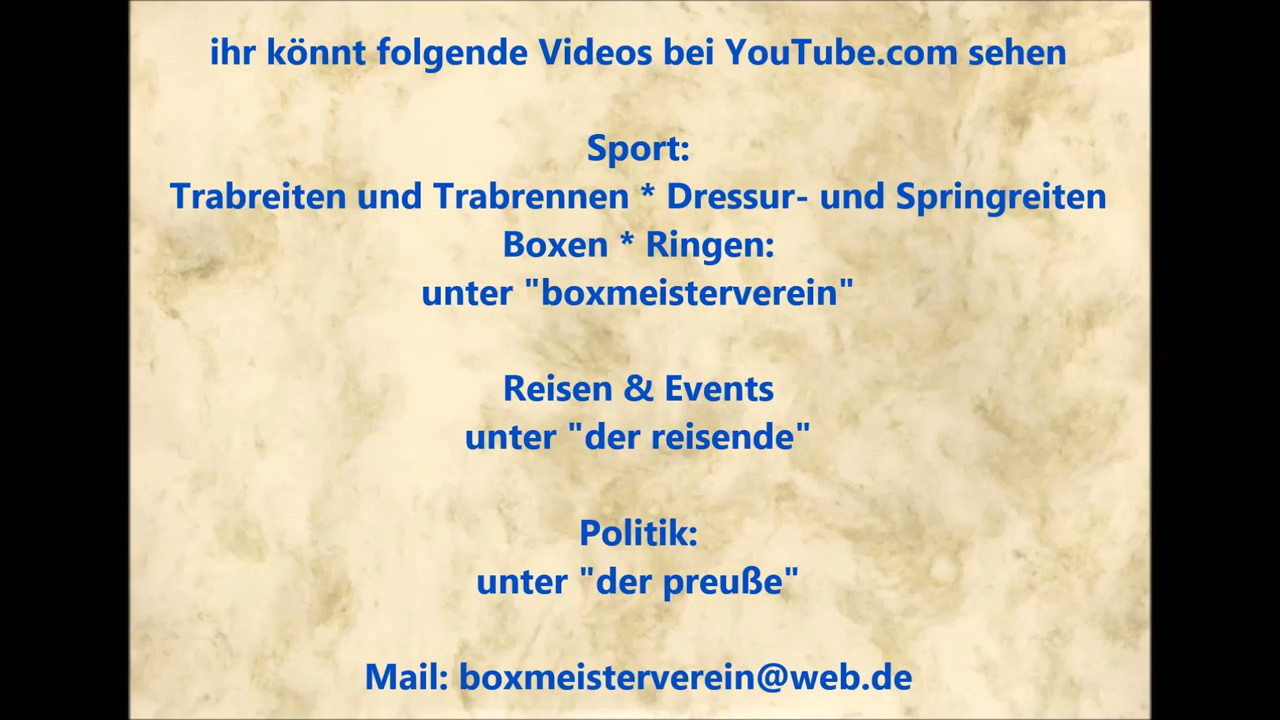 ihr könnt folgende Videos bei YouTube.com sehen
Sport:
Trabreiten und Trabrennen * Dressur- und Springreiten
Boxen * Ringen:
unter "boxmeisterverein"
Reisen & Events
unter "der reisende"
Politik:
unter "der preuße"
Mail: boxmeisterverein@web.de